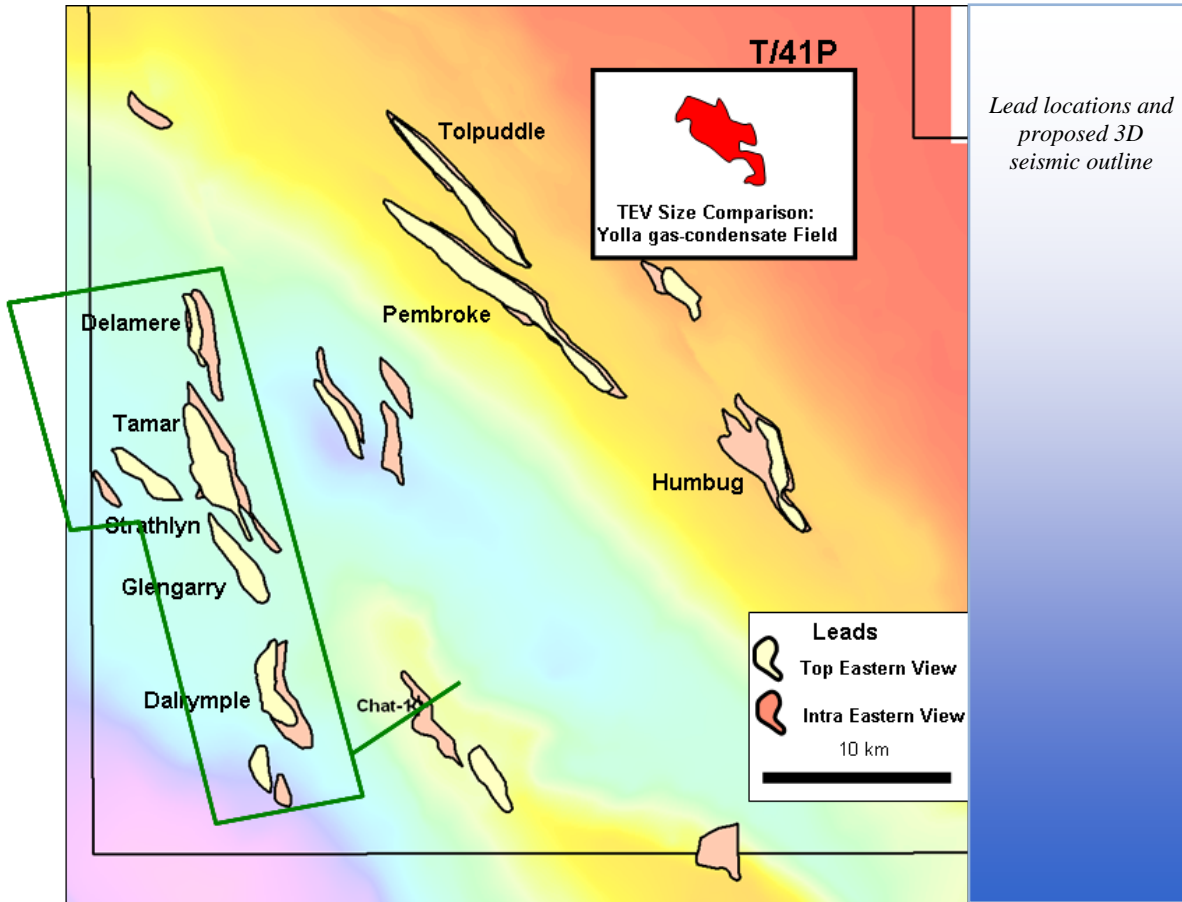 T/41P
Tolpuddle
TEV Size Comparison:
Yolla gas-condensate Field
Lead locations and
proposed 3D
seismic outline
Pembroke
Delamere
Tamar
Humbug
Strathlyn
Glengarry
Dalrymple
Chat-1
Leads
Top Eastern View
Intra Eastern View
10 km